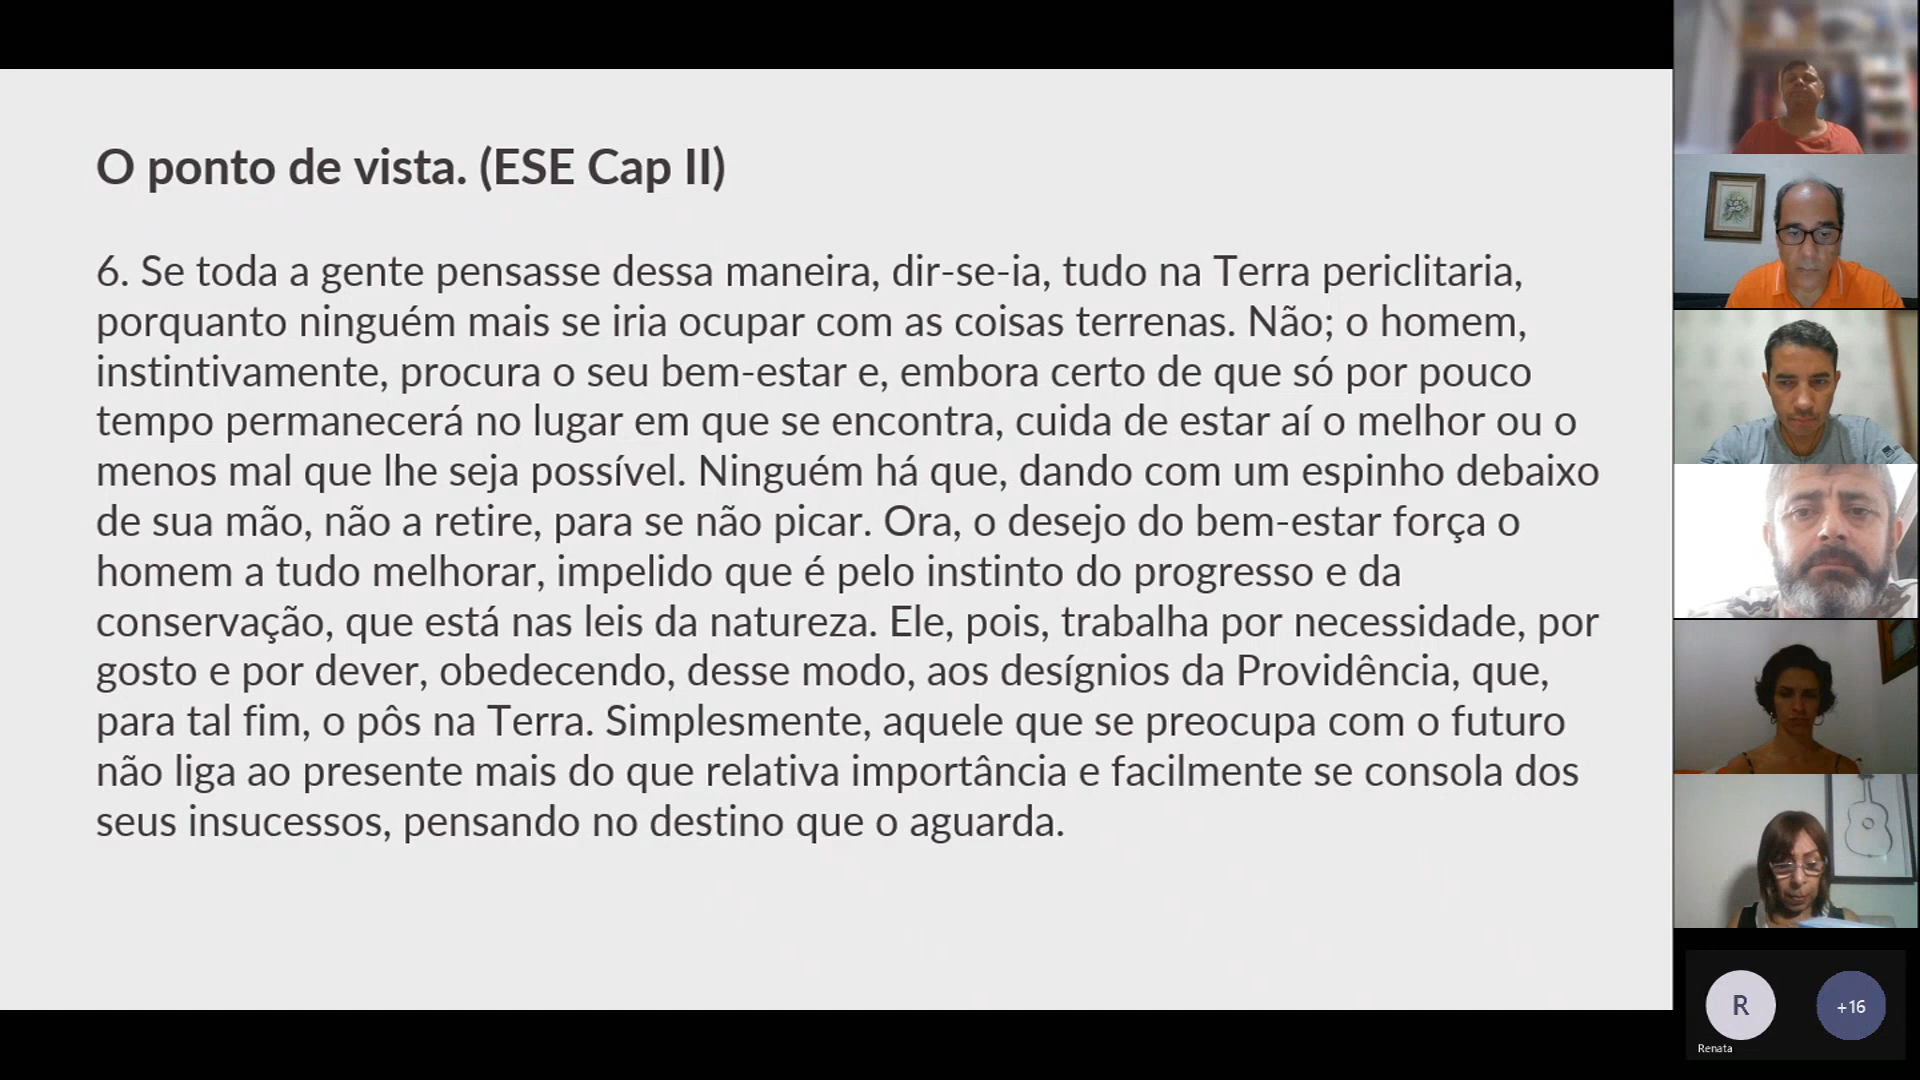 O ponto de vista. (ESE Cap II)
6. Se toda a gente pensasse dessa maneira, dir-se-ia, tudo na Terra periclitaria,
porquanto ninguém mais se iria ocupar com as coisas terrenas. Não; o homem,
instintivamente, procura o seu bem-estar e, embora certo de que só por pouco
tempo permanecerá no lugar em que se encontra, cuida de estar aí o melhor ou o
menos mal que lhe seja possível. Ninguém há que, dando com um espinho debaixo
de sua mão, não a retire, para se não picar. Ora, o desejo do bem-estar força o
homem a tudo melhorar, impelido que é pelo instinto do progresso e da
conservação, que está nas leis da natureza. Ele, pois, trabalha por necessidade, por
gosto e por dever, obedecendo, desse modo, aos desígnios da Providência, que,
para tal fim, o pôs na Terra. Simplesmente, aquele que se preocupa com o futuro
não liga ao presente mais do que relativa importância e facilmente se consola dos
seus insucessos, pensando no destino que o aguarda.
R
+16
Renata